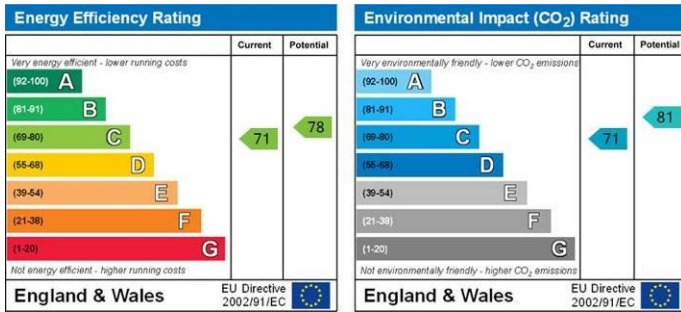 Energy Efficiency Rating
Current Potential
Very energy efficient - lower running costs
(92-100) A
(81-91) B
(69-80) C
(55-68) D
(39-54) E
(21-38) F
(1-20) G
71
78
Not energy efficient - higher running costs
England & Wales
EU Directive
2002/91/EC
Environmental Impact (CO₂) Rating
Current Potential
Very environmentally friendly - lower CO₂ emissions
(92-100) A
(81-91) B
(69-80) C
(55-68) D
(39-54) E
(21-38) F
(1-20) G
71
81
Not environmentally friendly - higher CO₂ emissions
England & Wales
EU Directive
2002/91/EC